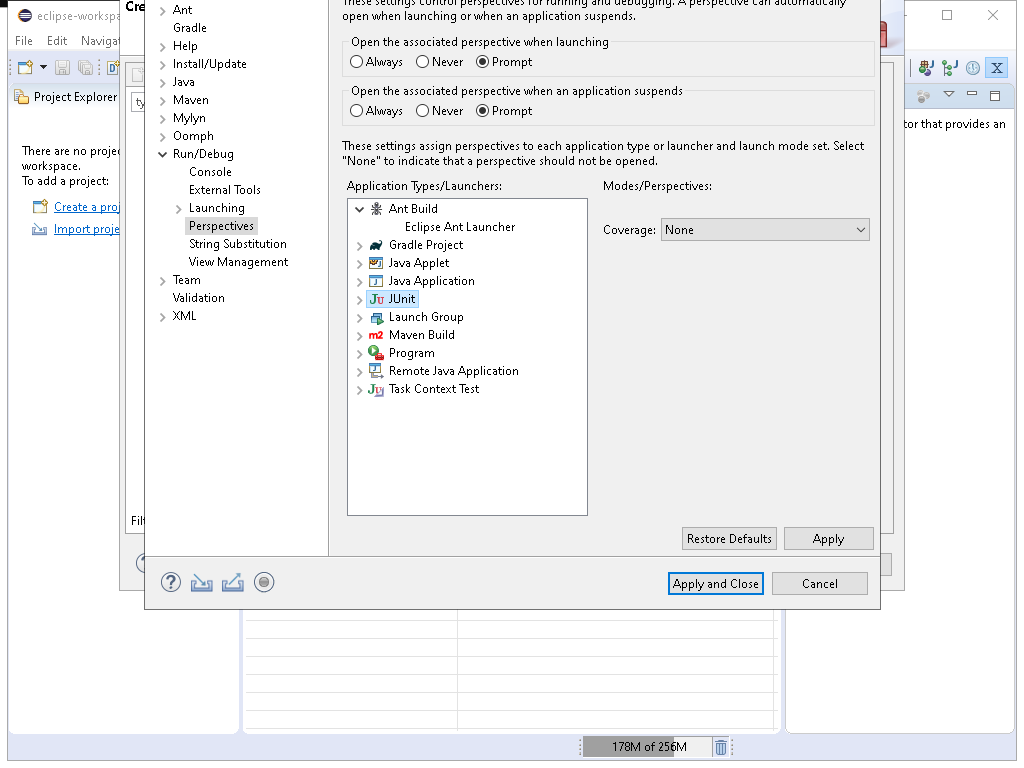 eclipse-workspa
Cre
These settings control perspectives for running and debugging. A perspective can automatically
open when launching or when an application suspends.
File Edit Navigat
Project Explorer
There are no proje
workspace.
To add a project:
Create a proj
Import proje
ty
Filt
Ant
Gradle
Help
Install/Update
Java
Maven
Mylyn
Oomph
Run/Debug
Console
External Tools
Launching
Perspectives
String Substitution
View Management
Team
Validation
XML
Open the associated perspective when launching
Always Never Prompt
Open the associated perspective when an application suspends
Always Never Prompt
These settings assign perspectives to each application type or launcher and launch mode set. Select
"None" to indicate that a perspective should not be opened.
Application Types/Launchers: Modes/Perspectives:
Ant Build
Eclipse Ant Launcher
Gradle Project
Java Applet
Java Application
Ju JUnit
Launch Group
m2 Maven Build
Program
Remote Java Application
Ju Task Context Test
Coverage: None
Restore Defaults Apply
Apply and Close Cancel
tor that provides an
178M of 256M